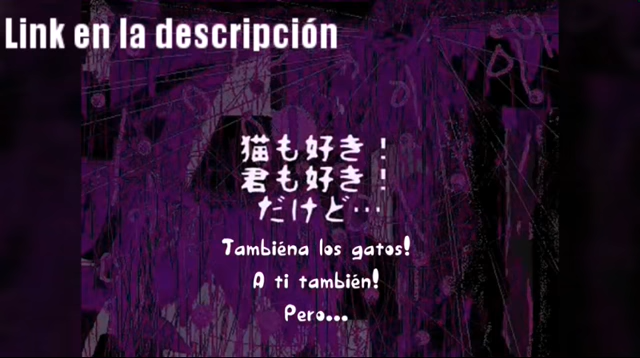 Link en la descripción
猫も好き！
君も好き！
だけど…
Tambiéna los gatos!
A ti también!
Pero...